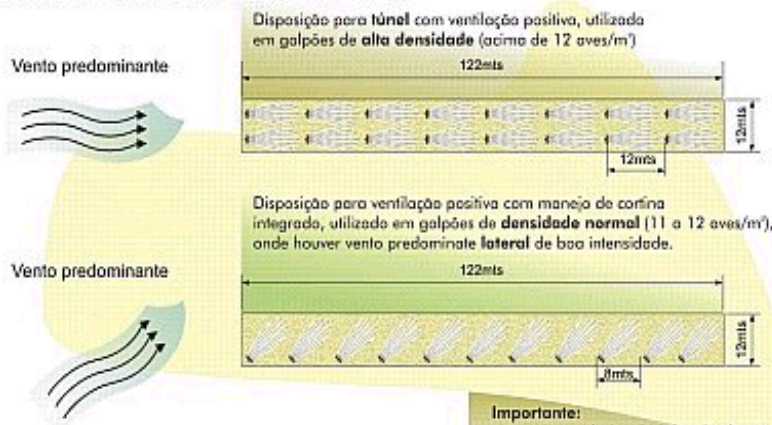 Disposição para túnel com ventilação positiva, utilizado
em galpões de alta densidade (acima de 12 aves/m²)
Vento predominante
122mts
12mts
12mts
Disposição para ventilação positiva com manejo de cortina
integrado, utilizado em galpões de densidade normal (11 a 12 aves/m²),
onde houver vento predominate lateral de boa intensidade.
Vento predominante
122mts
12mts
8mts
Importante: